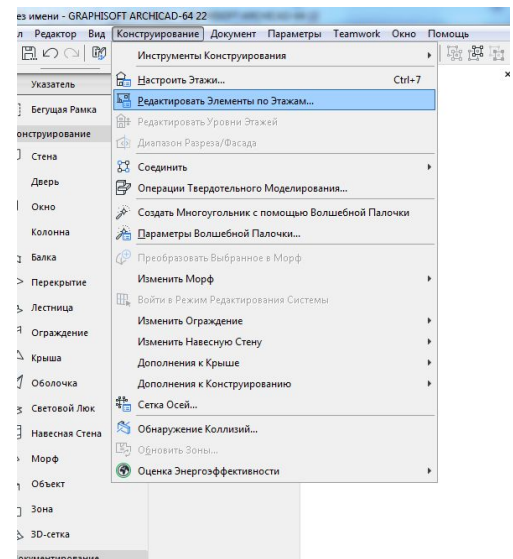 ез имени - GRAPHISOFT ARCHICAD-64 22
л Редактор Вид Конструирование Документ Параметры Teamwork Окно Помощь
Инструменты Конструирования
Настроить Этажи... Ctrl+7
Редактировать Элементы по Этажам...
Редактировать Уровни Этажей
Диапазон Разреза/Фасада
Соединить
Операции Твердотельного Моделирования...
Создать Многоугольник с помощью Волшебной Палочки
Параметры Волшебной Палочки...
Преобразовать Выбранное в Морф
Изменить Морф
Войти в Режим Редактирования Системы
Изменить Ограждение
Изменить Навесную Стену
Дополнения к Крыше
Дополнения к Конструированию
Сетка Осей...
Обнаружение Коллизий...
Обновить Зоны...
Оценка Энергоэффективности
Указатель
Бегущая Рамка
онструирование
Стена
Дверь
Окно
Колонна
Балка
Перекрытие
Лестница
Ограждение
Крыша
Оболочка
Световой Люк
Навесная Стена
Морф
Объект
Зона
3D-сетка
окументирование